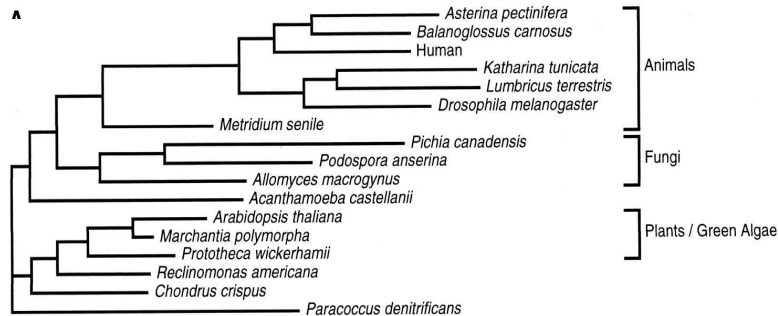 A
Asterina pectinifera
Balanoglossus carnosus
Human
Katharina tunicata
Lumbricus terrestris
Drosophila melanogaster
Metridium senile
Animals
Pichia canadensis
Podospora anserina
Allomyces macrogynus
Fungi
Acanthamoeba castellanii
Arabidopsis thaliana
Marchantia polymorpha
Prototheca wickerhamii
Plants / Green Algae
Reclinomonas americana
Chondrus crispus
Paracoccus denitrificans